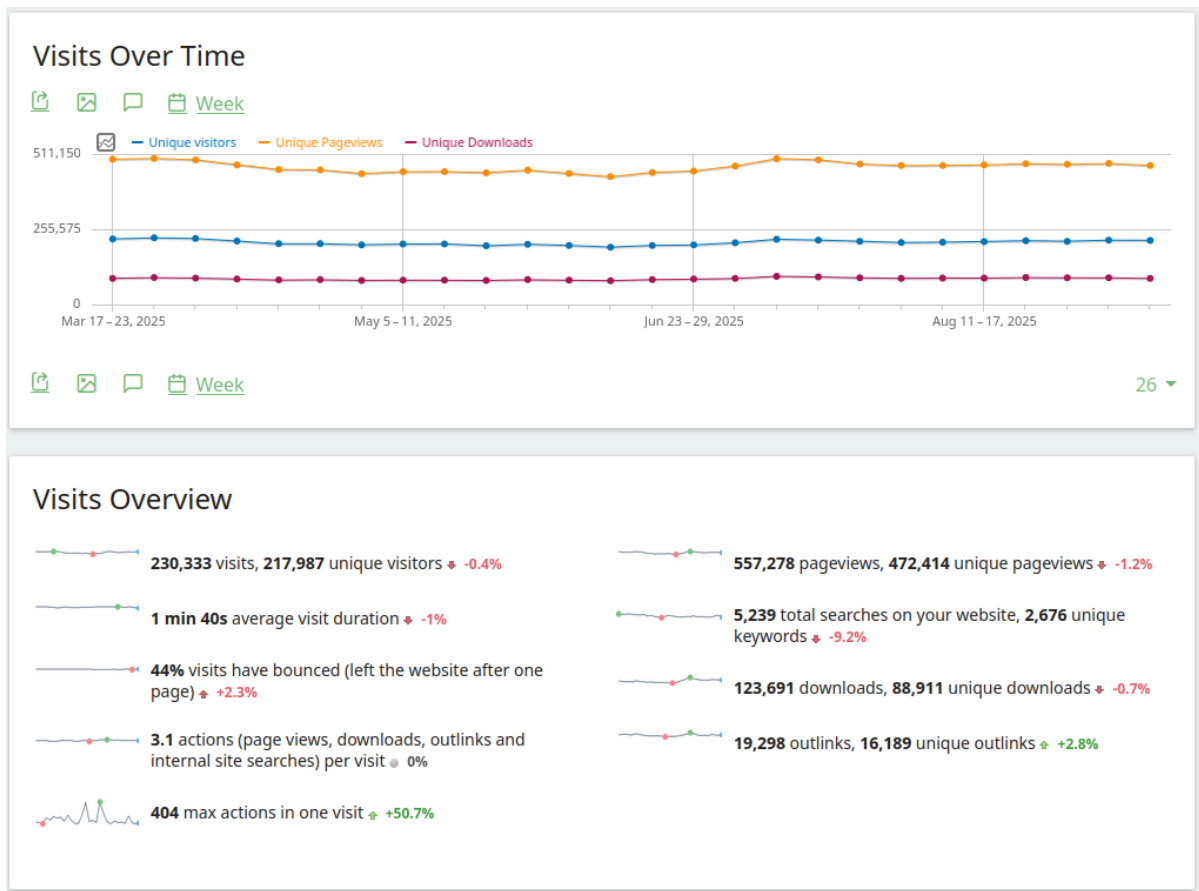 Visits Over Time
Week
Unique visitors Unique Pageviews Unique Downloads
511,150
255,575
0
Mar 17–23, 2025 May 5–11, 2025 Jun 23–29, 2025 Aug 11–17, 2025
Week
26
Visits Overview
230,333 visits, 217,987 unique visitors -0.4%
1 min 40s average visit duration -1%
44% visits have bounced (left the website after one
page) +2.3%
3.1 actions (page views, downloads, outlinks and
internal site searches) per visit 0%
404 max actions in one visit +50.7%
557,278 pageviews, 472,414 unique pageviews -1.2%
5,239 total searches on your website, 2,676 unique
keywords -9.2%
123,691 downloads, 88,911 unique downloads -0.7%
19,298 outlinks, 16,189 unique outlinks +2.8%